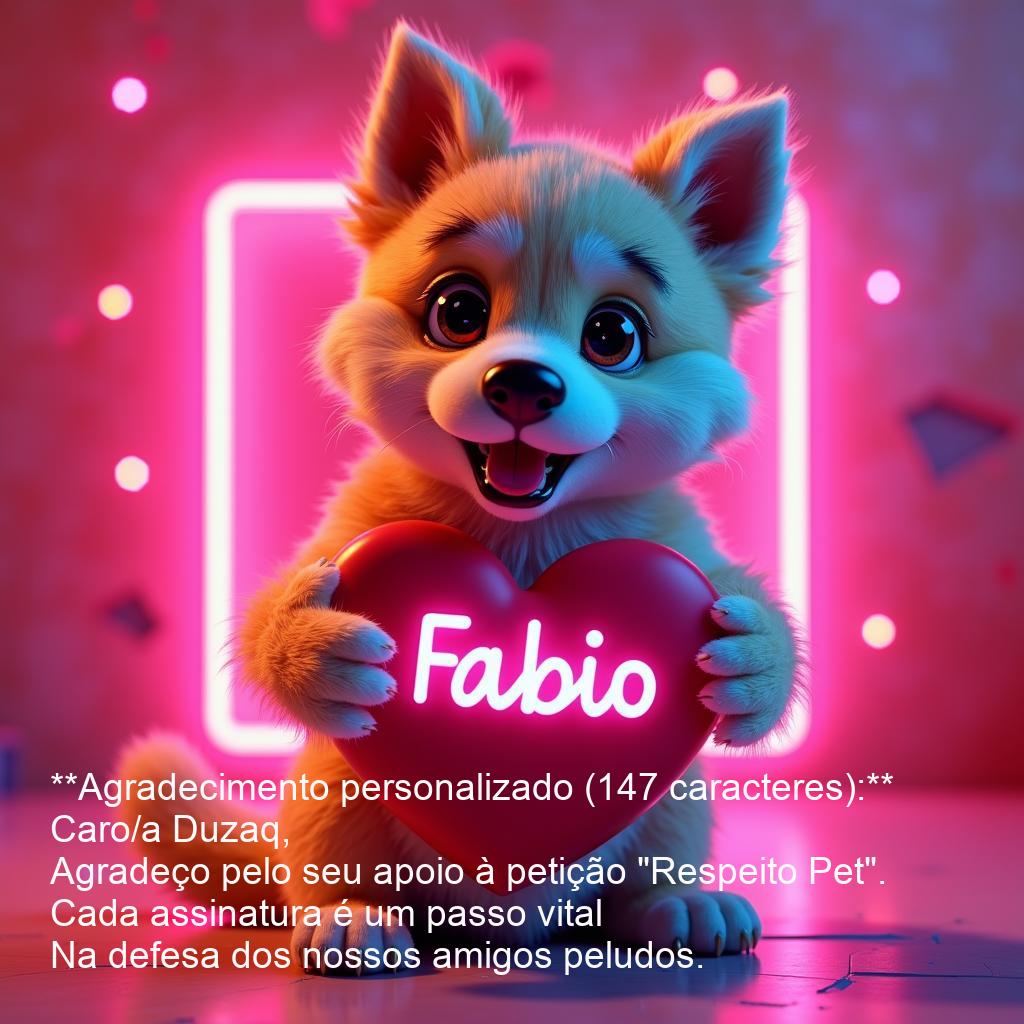 Fabio
**Agradecimento personalizado (147 caracteres):**
Caro/a Duzaq,
Agradeço pelo seu apoio à petição "Respeito Pet".
Cada assinatura é um passo vital
Na defesa dos nossos amigos peludos.